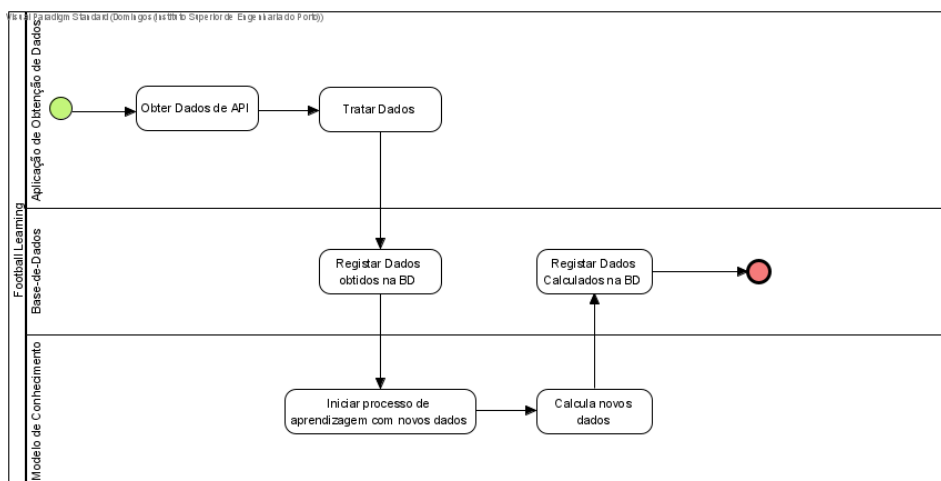 Visual Paradigm Standard (Domingos (Instituto Superior de Engenharia do Porto))
Football Learning
Aplicação de Obtenção de Dados
Obter Dados de API
Tratar Dados
Base-de-Dados
Registar Dados
obtidos na BD
Registar Dados
Calculados na BD
Modelo de Conhecimento
Iniciar processo de
aprendizagem com novos dados
Calcula novos
dados